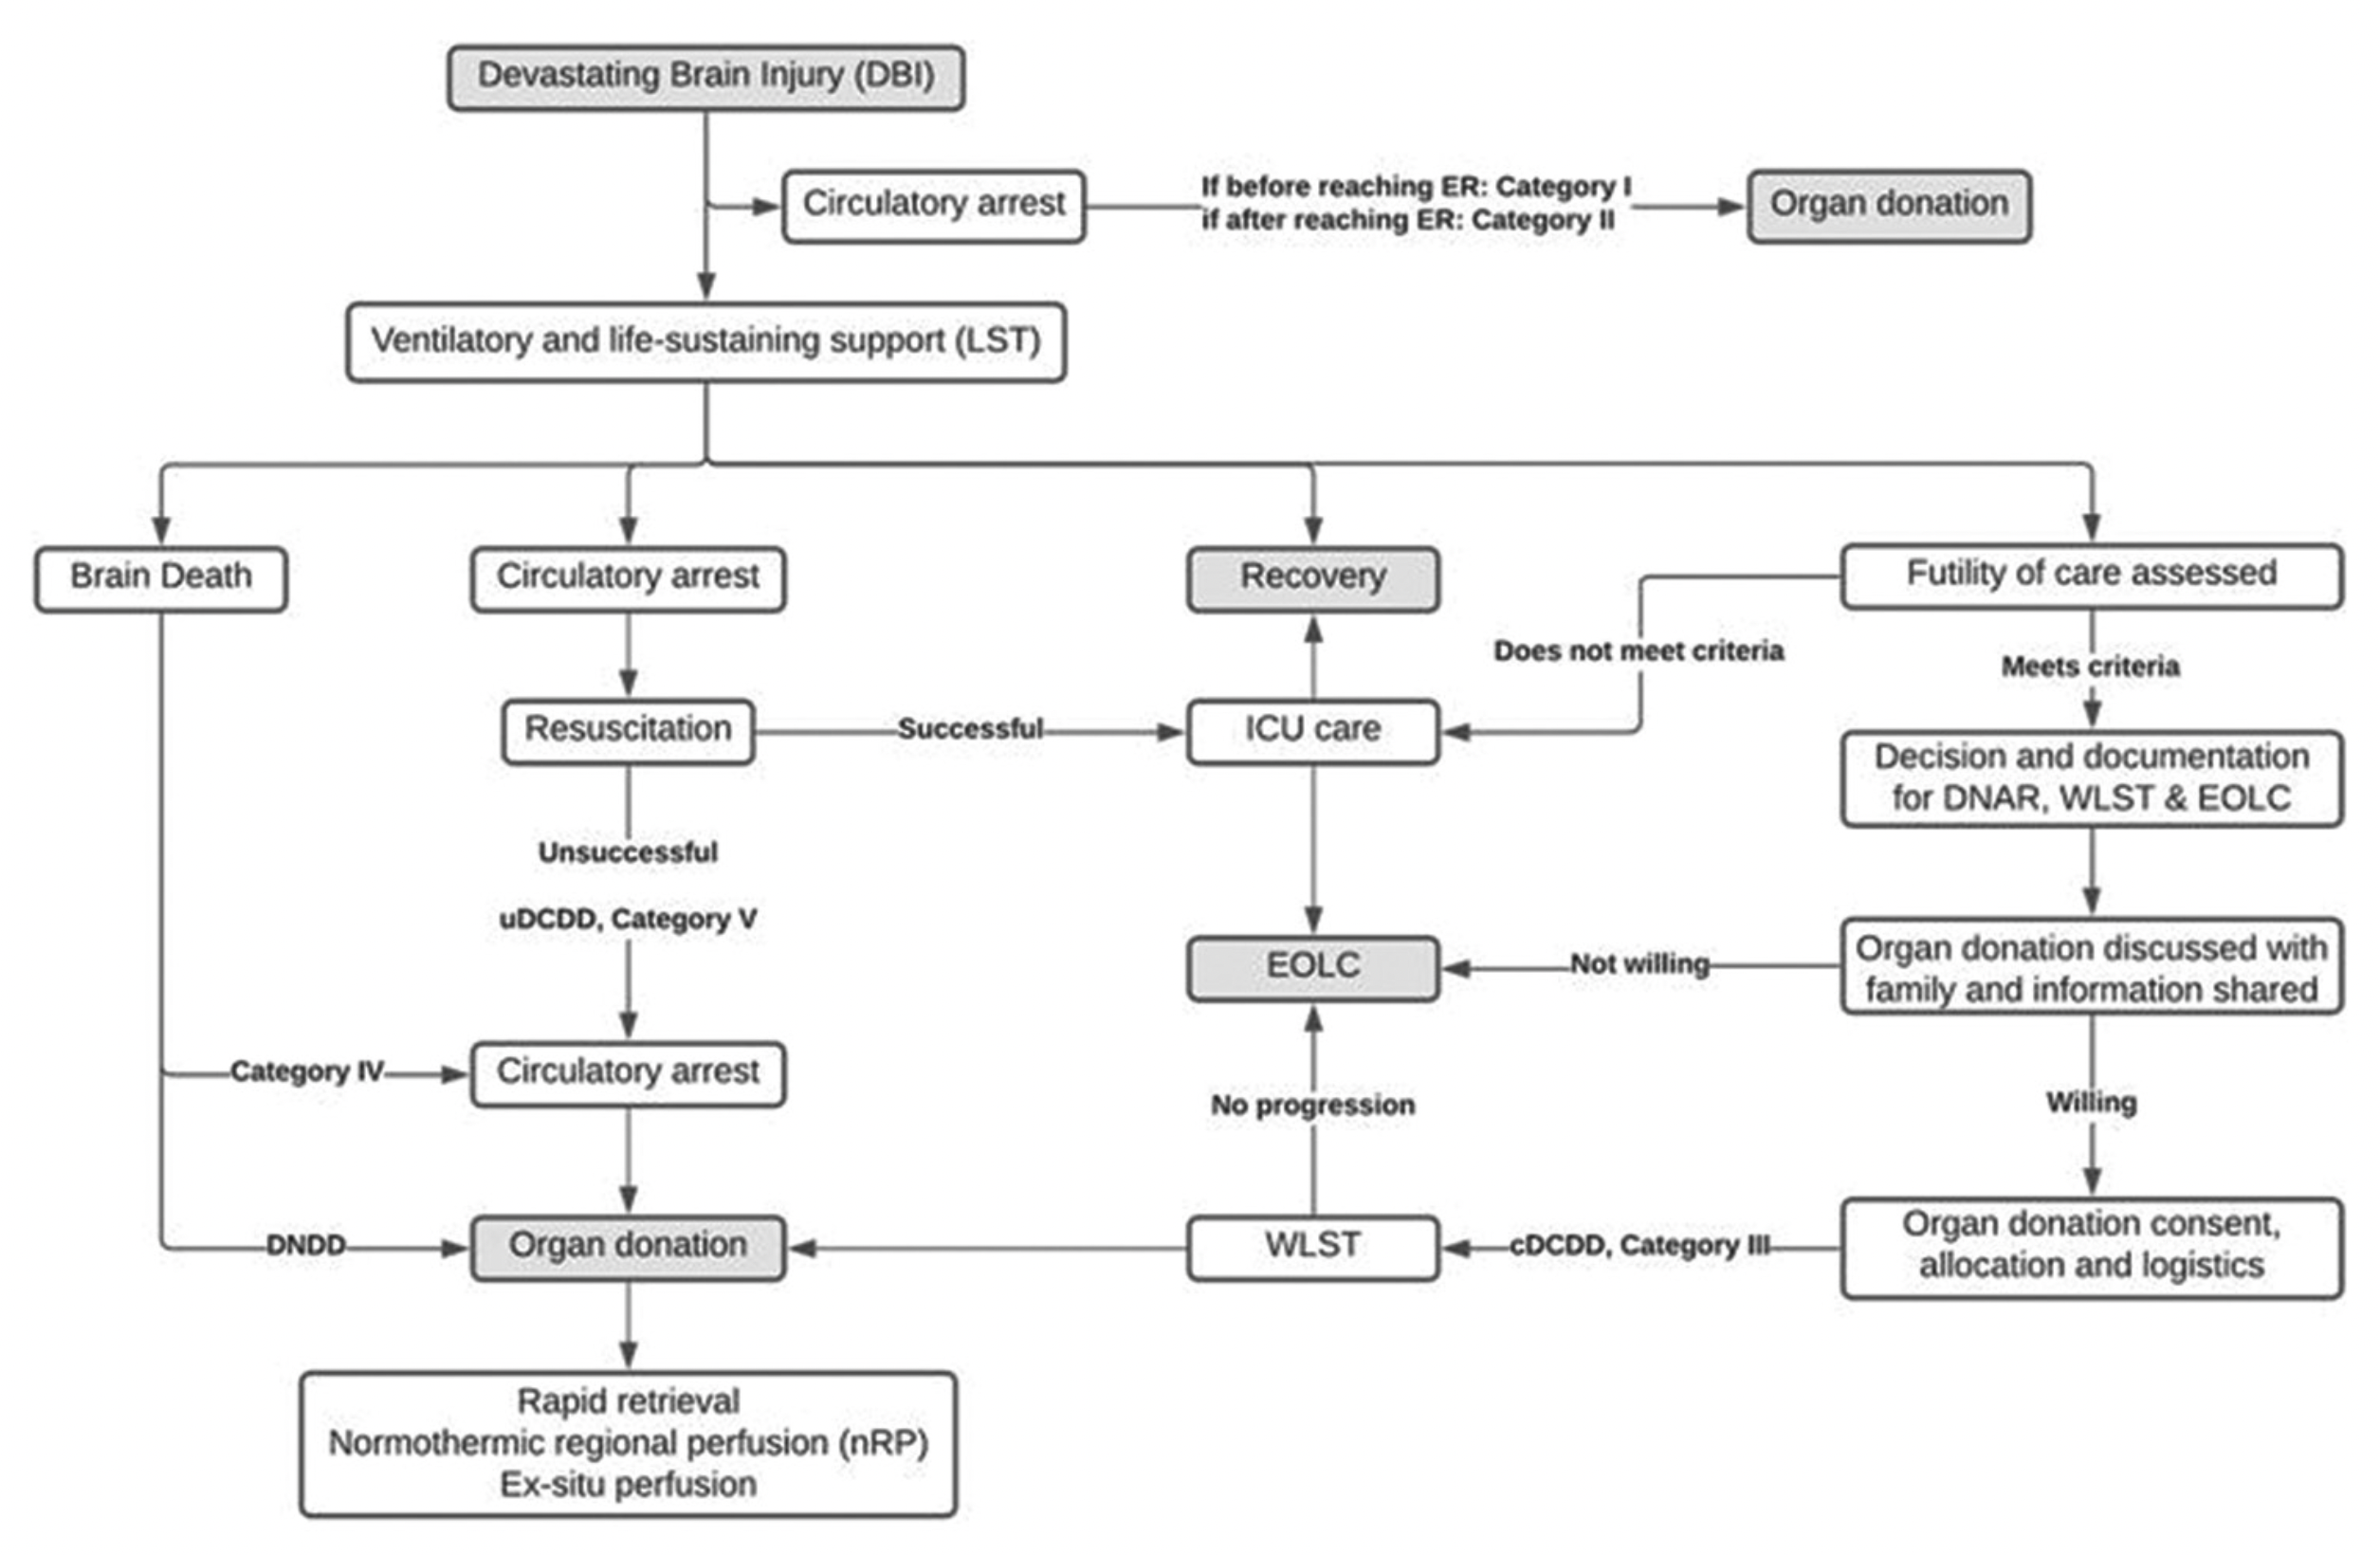 Devastating Brain Injury (DBI)
Circulatory arrest
If before reaching ER: Category I
if after reaching ER: Category II
Organ donation
Ventilatory and life-sustaining support (LST)
Brain Death
Circulatory arrest
Recovery
Futility of care assessed
Does not meet criteria
Meets criteria
Resuscitation
Successful
ICU care
Decision and documentation
for DNAR, WLST & EOLC
Unsuccessful
uDCDD, Category V
EOLC
Not willing
Organ donation discussed with
family and information shared
Category IV
Circulatory arrest
No progression
Willing
DNDD
Organ donation
WLST
cDCDD, Category III
Organ donation consent,
allocation and logistics
Rapid retrieval
Normothermic regional perfusion (nRP)
Ex-situ perfusion